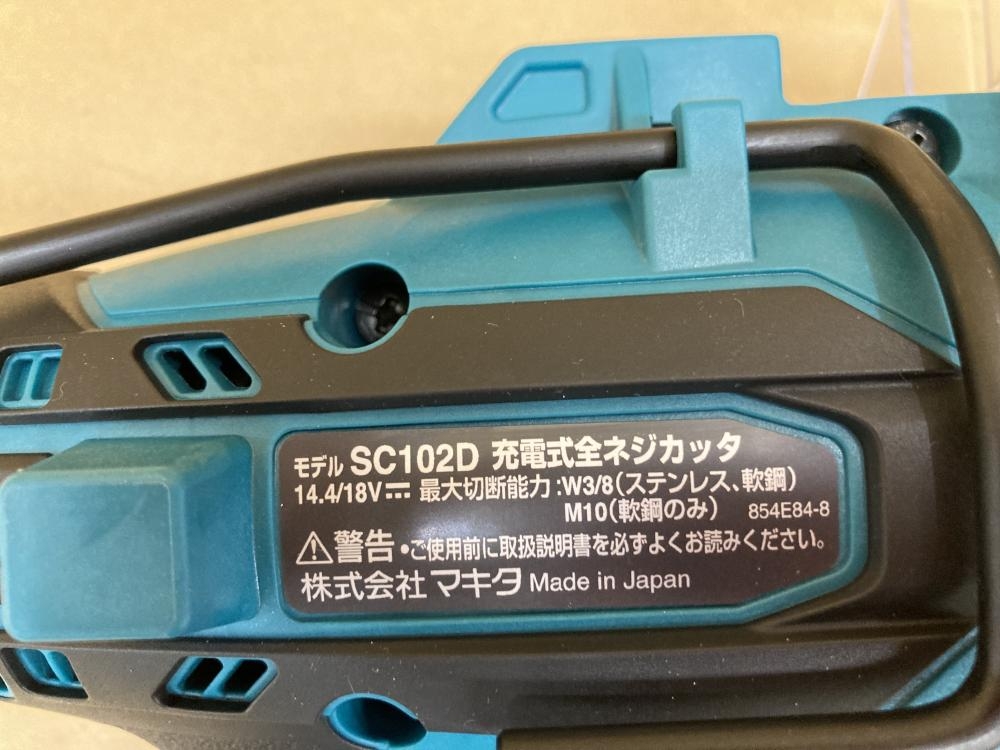 モデル SC102D 充電式全ネジカッタ
14.4/18V⎓ 最大切断能力:W3/8(ステンレス、軟鋼)
M10(軟鋼のみ) 854E84-8
⚠警告 •ご使用前に取扱説明書を必ずよくお読みください。
株式会社 マキタ Made in Japan